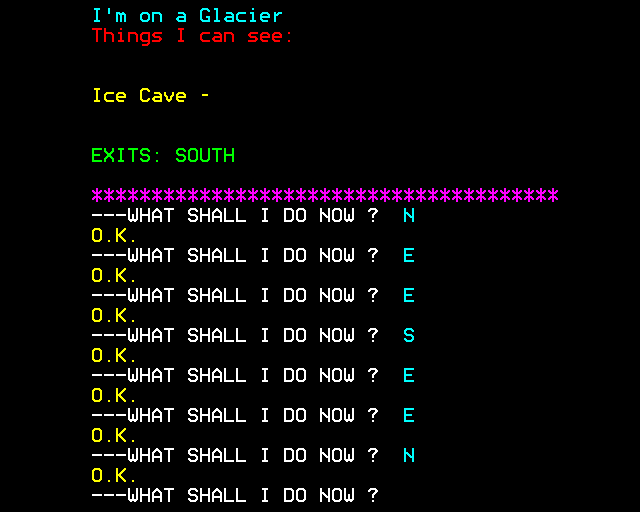 I'm on a Glacier
Things I can see:
Ice Cave -
EXITS: SOUTH
***************************************
---WHAT SHALL I DO NOW ?  N
O.K.
---WHAT SHALL I DO NOW ?  E
O.K.
---WHAT SHALL I DO NOW ?  E
O.K.
---WHAT SHALL I DO NOW ?  S
O.K.
---WHAT SHALL I DO NOW ?  E
O.K.
---WHAT SHALL I DO NOW ?  E
O.K.
---WHAT SHALL I DO NOW ?  N
O.K.
---WHAT SHALL I DO NOW ?